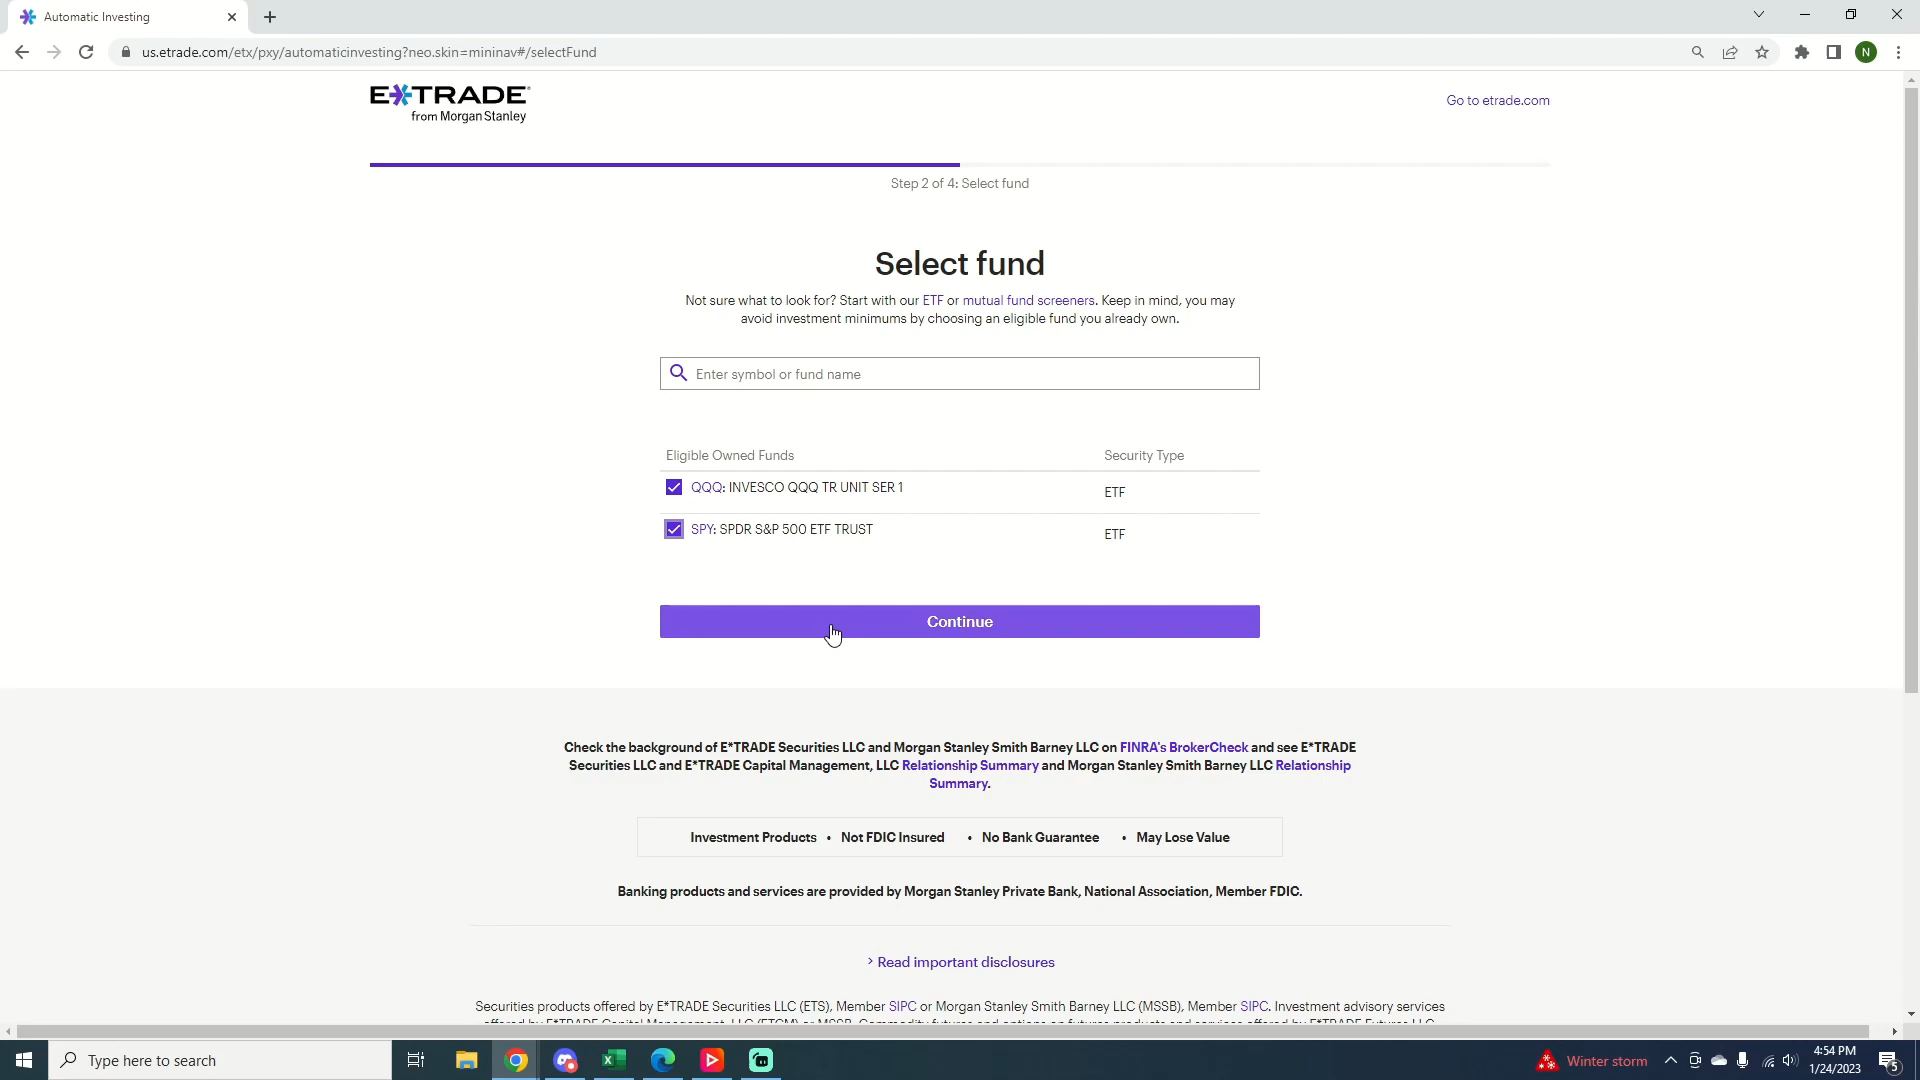 Automatic Investing
us.etrade.com/etx/pxy/automaticinvesting?neo.skin=mininav#/selectFund
N
E*TRADE
from Morgan Stanley
Go to etrade.com
Step 2 of 4: Select fund
Select fund
Not sure what to look for? Start with our ETF or mutual fund screeners. Keep in mind, you may
avoid investment minimums by choosing an eligible fund you already own.
Enter symbol or fund name
Eligible Owned Funds Security Type
QQQ: INVESCO QQQ TR UNIT SER 1 ETF
SPY: SPDR S&P 500 ETF TRUST ETF
Continue
Check the background of E*TRADE Securities LLC and Morgan Stanley Smith Barney LLC on FINRA's BrokerCheck and see E*TRADE
Securities LLC and E*TRADE Capital Management, LLC Relationship Summary and Morgan Stanley Smith Barney LLC Relationship
Summary.
Investment Products • Not FDIC Insured • No Bank Guarantee • May Lose Value
Banking products and services are provided by Morgan Stanley Private Bank, National Association, Member FDIC.
Read important disclosures
Securities products offered by E*TRADE Securities LLC (ETS), Member SIPC or Morgan Stanley Smith Barney LLC (MSSB), Member SIPC. Investment advisory services
Type here to search
Winter storm
4:54 PM
1/24/2023
5